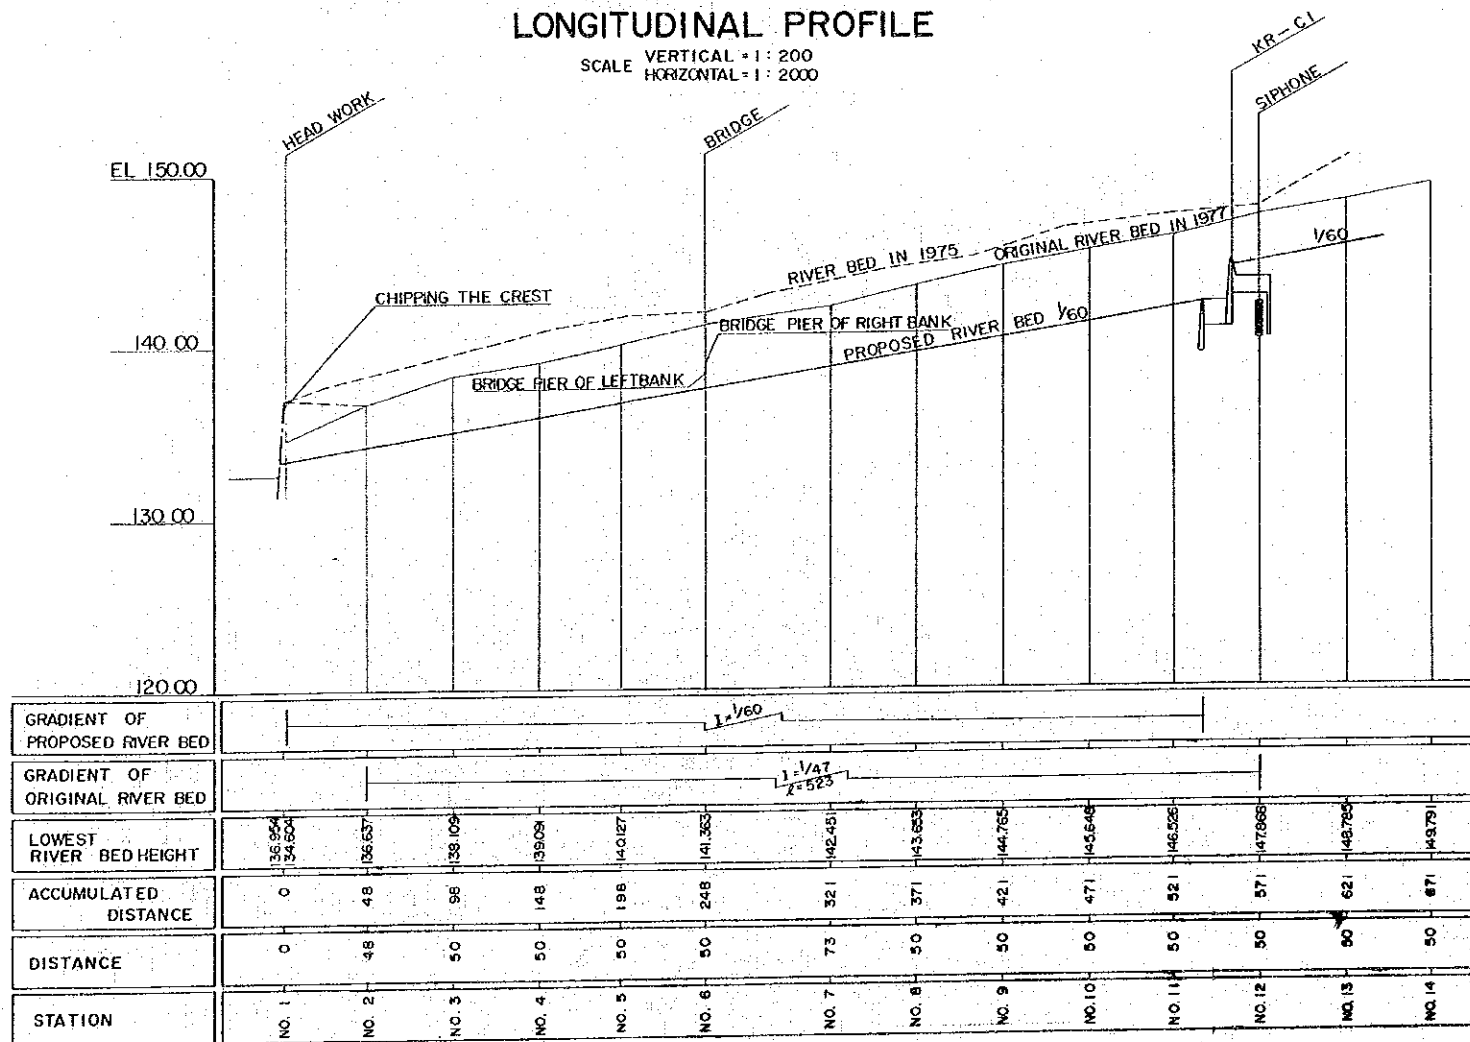 LONGITUDINAL PROFILE
SCALE VERTICAL = 1 : 200
HORIZONTAL = 1 : 2000
KR-C1
SIPHONE
HEAD WORK
BRIDGE
EL 150.00
1/60
RIVER BED IN 1975
ORIGINAL RIVER BED IN 1977
CHIPPING THE CREST
BRIDGE PIER OF RIGHT BANK
PROPOSED RIVER BED 1/60
140.00
BRIDGE PIER OF LEFTBANK
130.00
120.00
GRADIENT OF PROPOSED RIVER BED
I=1/60
GRADIENT OF ORIGINAL RIVER BED
I=1/47
ℓ=523
LOWEST RIVER BED HEIGHT
136.954 134.604 136.637 138.109 139.091 140.127 141.363 142.451 143.653 144.765 145.648 146.526 147.868 148.785 149.791
ACCUMULATED DISTANCE
0 48 98 148 198 248 321 371 421 471 521 571 621 671
DISTANCE
0 48 50 50 50 50 73 50 50 50 50 50 50 50
STATION
NO. 1 NO. 2 NO. 3 NO. 4 NO. 5 NO. 6 NO. 7 NO. 8 NO. 9 NO. 10 NO. 11 NO. 12 NO. 13 NO. 14